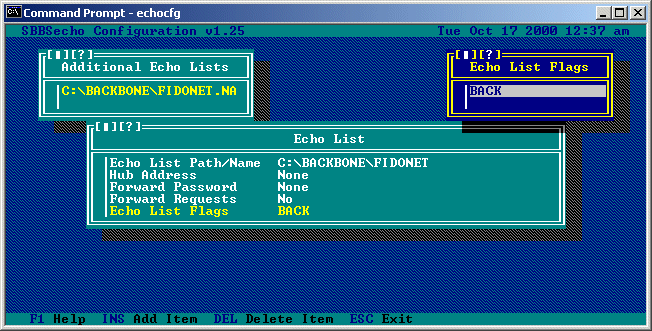 Command Prompt - echocfg
SBBSecho Configuration v1.25 Tue Oct 17 2000 12:37 am
[■][?]
Additional Echo Lists
C:\BACKBONE\FIDONET.NA
[■][?]
Echo List Flags
BACK
[■][?]
Echo List
Echo List Path/Name C:\BACKBONE\FIDONET
Hub Address None
Forward Password None
Forward Requests No
Echo List Flags BACK
F1 Help INS Add Item DEL Delete Item ESC Exit